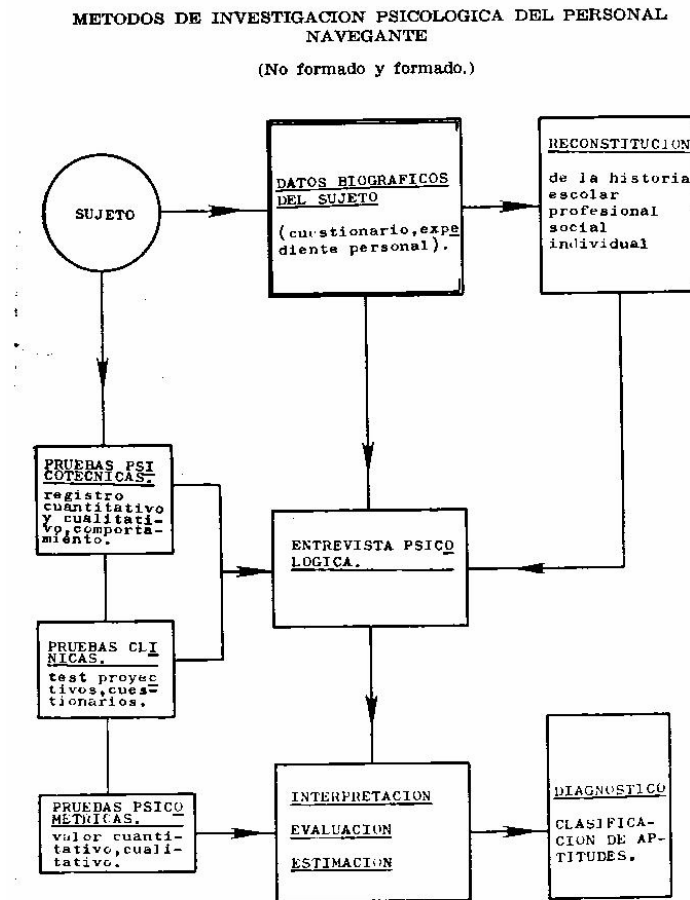 METODOS DE INVESTIGACION PSICOLOGICA DEL PERSONAL
NAVEGANTE
(No formado y formado.)
SUJETO
DATOS BIOGRAFICOS
DEL SUJETO
(cuestionario,expe
diente personal).
RECONSTITUCION
de la historia
escolar
profesional
social
individual
PRUEBAS PSI
COTECNICAS.
registro
cuantitativo
y cualitati-
vo,comporta-
miento.
ENTREVISTA PSICO
LOGICA.
PRUEBAS CLI
NICAS.
test proyec
tivos,cues-
tionarios.
PRUEBAS PSICO
METRICAS.
valor cuanti-
tativo,cuali-
tativo.
INTERPRETACION
EVALUACION
ESTIMACION
DIAGNOSTICO
CLASIFICA-
CION DE AP-
TITUDES.